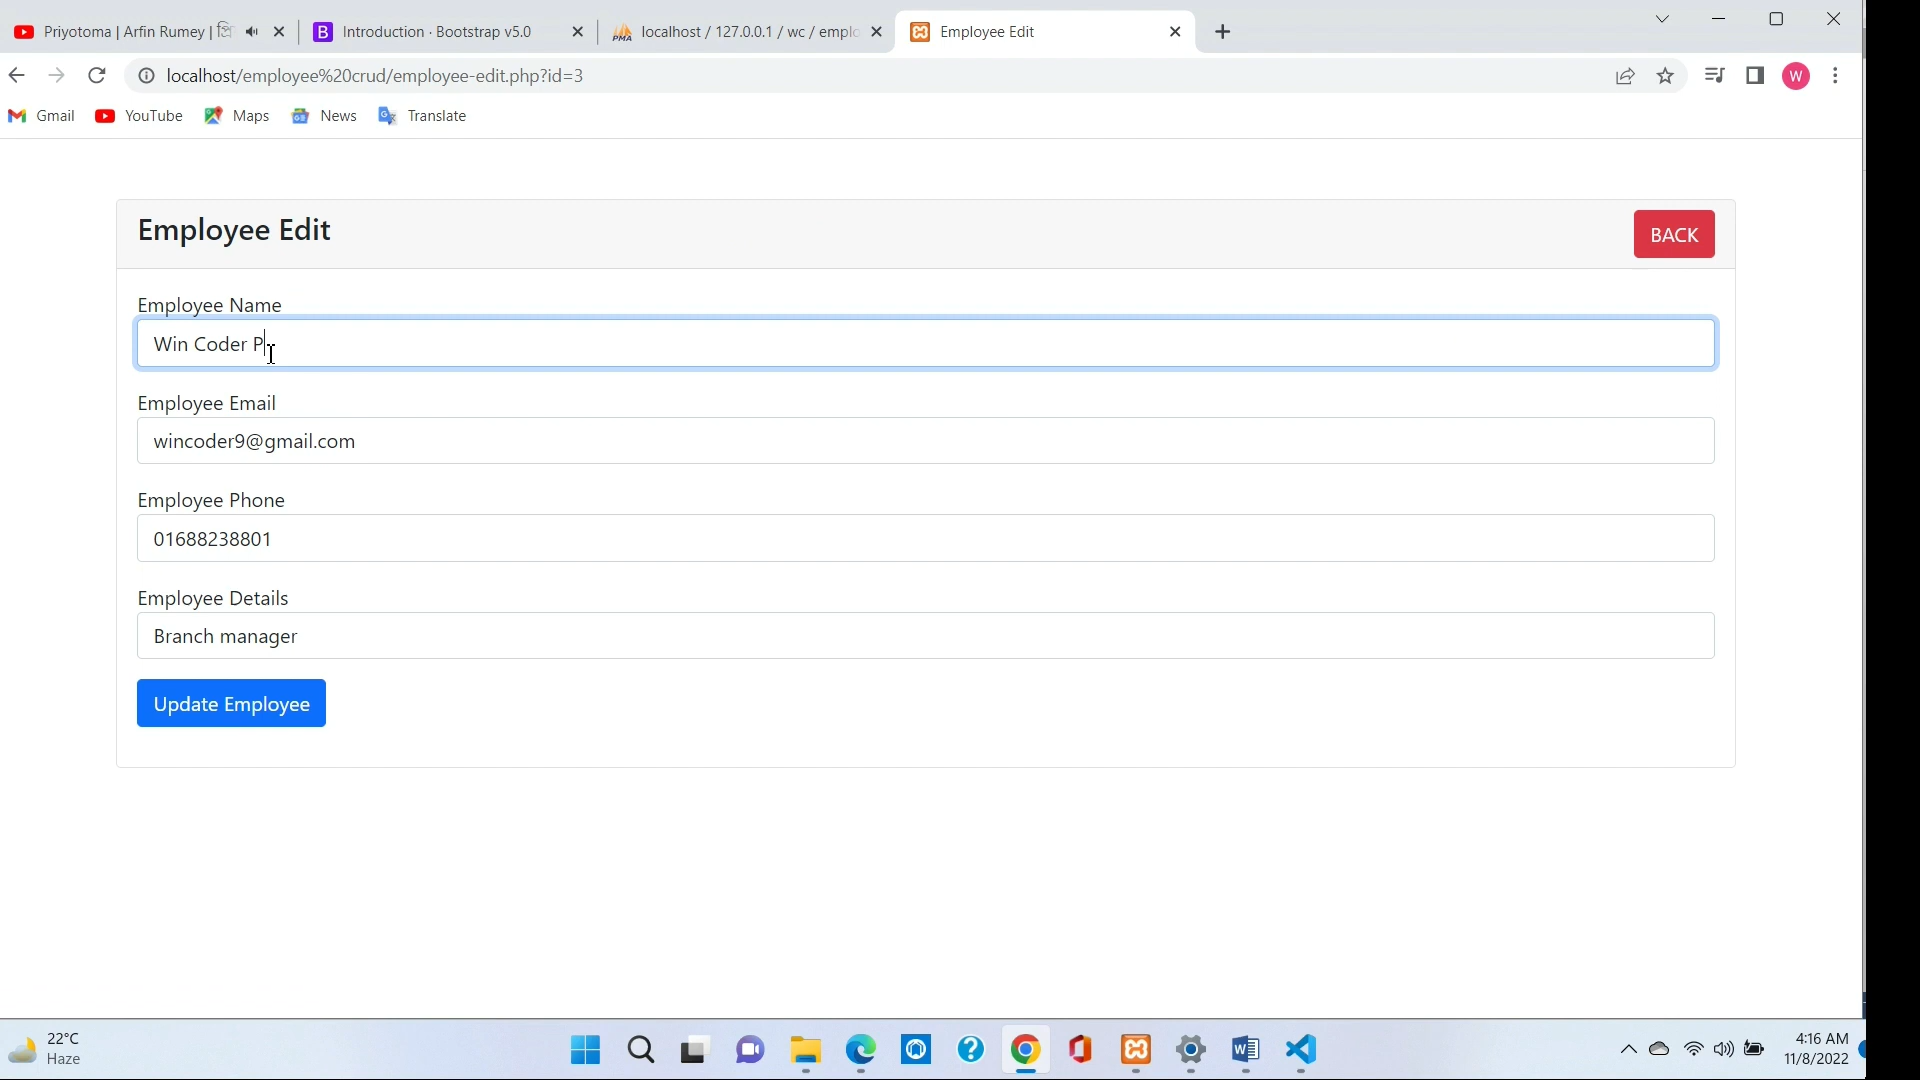 Priyotoma | Arfin Rumey |
Introduction · Bootstrap v5.0
localhost / 127.0.0.1 / wc / emplo
Employee Edit
localhost/employee%20crud/employee-edit.php?id=3
W
Gmail
YouTube
Maps
News
Translate
Employee Edit
BACK
Employee Name
Win Coder P
Employee Email
wincoder9@gmail.com
Employee Phone
01688238801
Employee Details
Branch manager
Update Employee
22°C
Haze
4:16 AM
11/8/2022